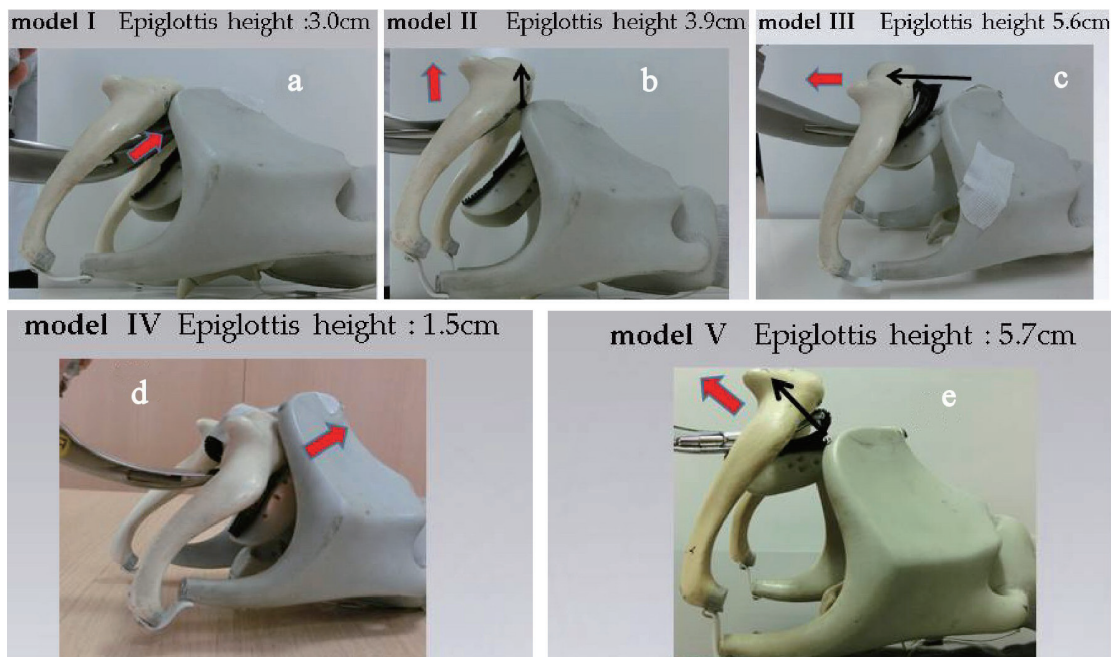 model I Epiglottis height :3.0cm
model II Epiglottis height 3.9cm
model III Epiglottis height 5.6cm
a
b
c
model IV Epiglottis height : 1.5cm
model V Epiglottis height : 5.7cm
d
e